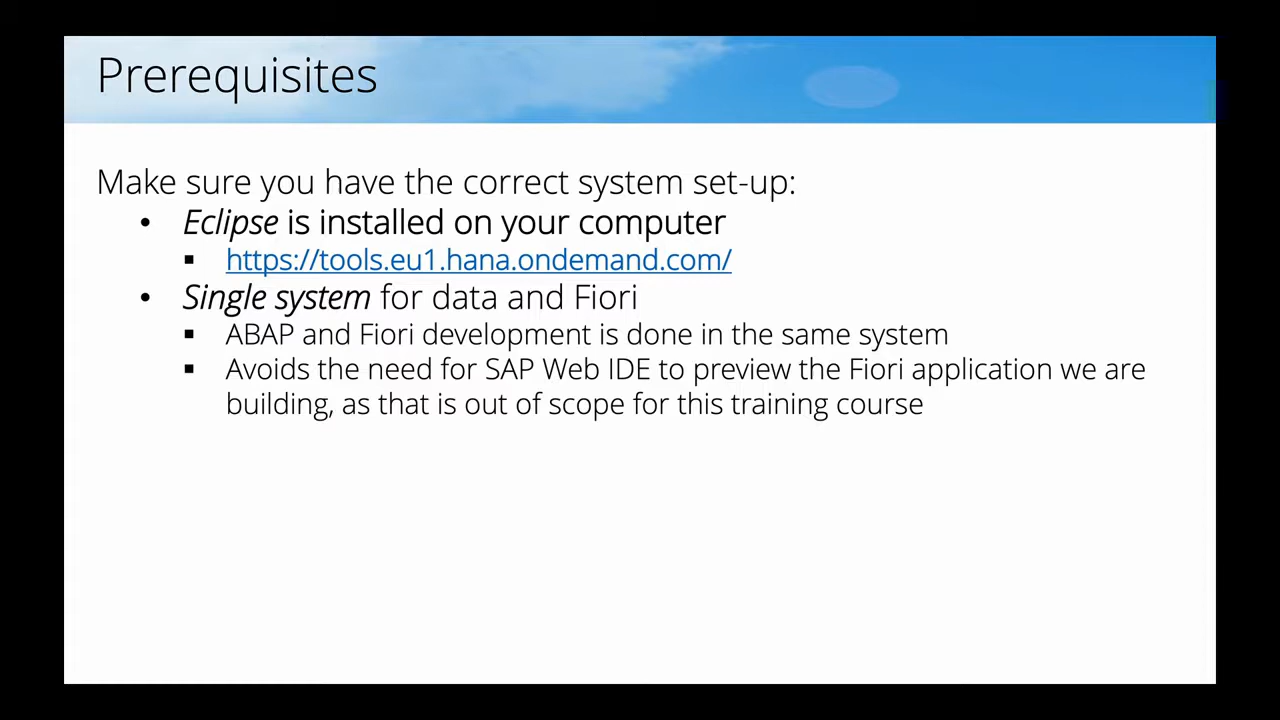 Prerequisites
Make sure you have the correct system set-up:
• Eclipse is installed on your computer
▪ https://tools.eu1.hana.ondemand.com/
• Single system for data and Fiori
▪ ABAP and Fiori development is done in the same system
▪ Avoids the need for SAP Web IDE to preview the Fiori application we are
building, as that is out of scope for this training course